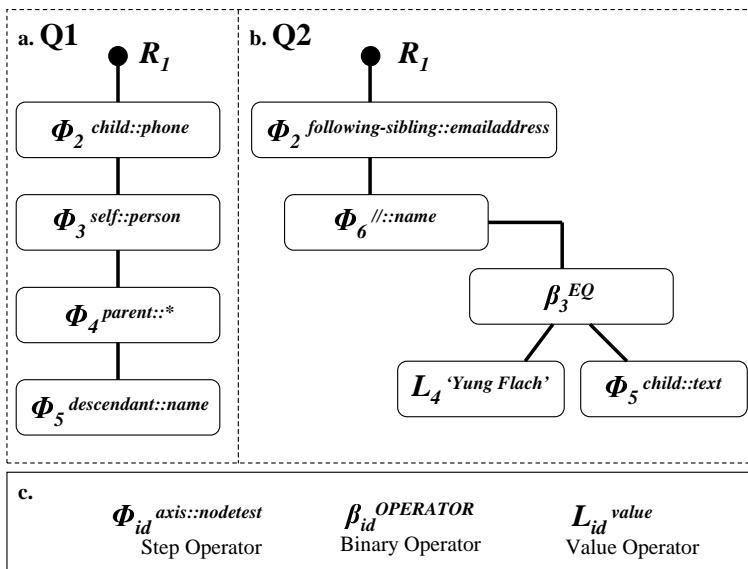 a. Q1
R1
Φ2 child::phone
Φ3 self::person
Φ4 parent::*
Φ5 descendant::name
b. Q2
R1
Φ2 following-sibling::emailaddress
Φ6 //::name
β3 EQ
L4 ‘Yung Flach’
Φ5 child::text
c.
Φid axis::nodetest
Step Operator
βid OPERATOR
Binary Operator
Lid value
Value Operator